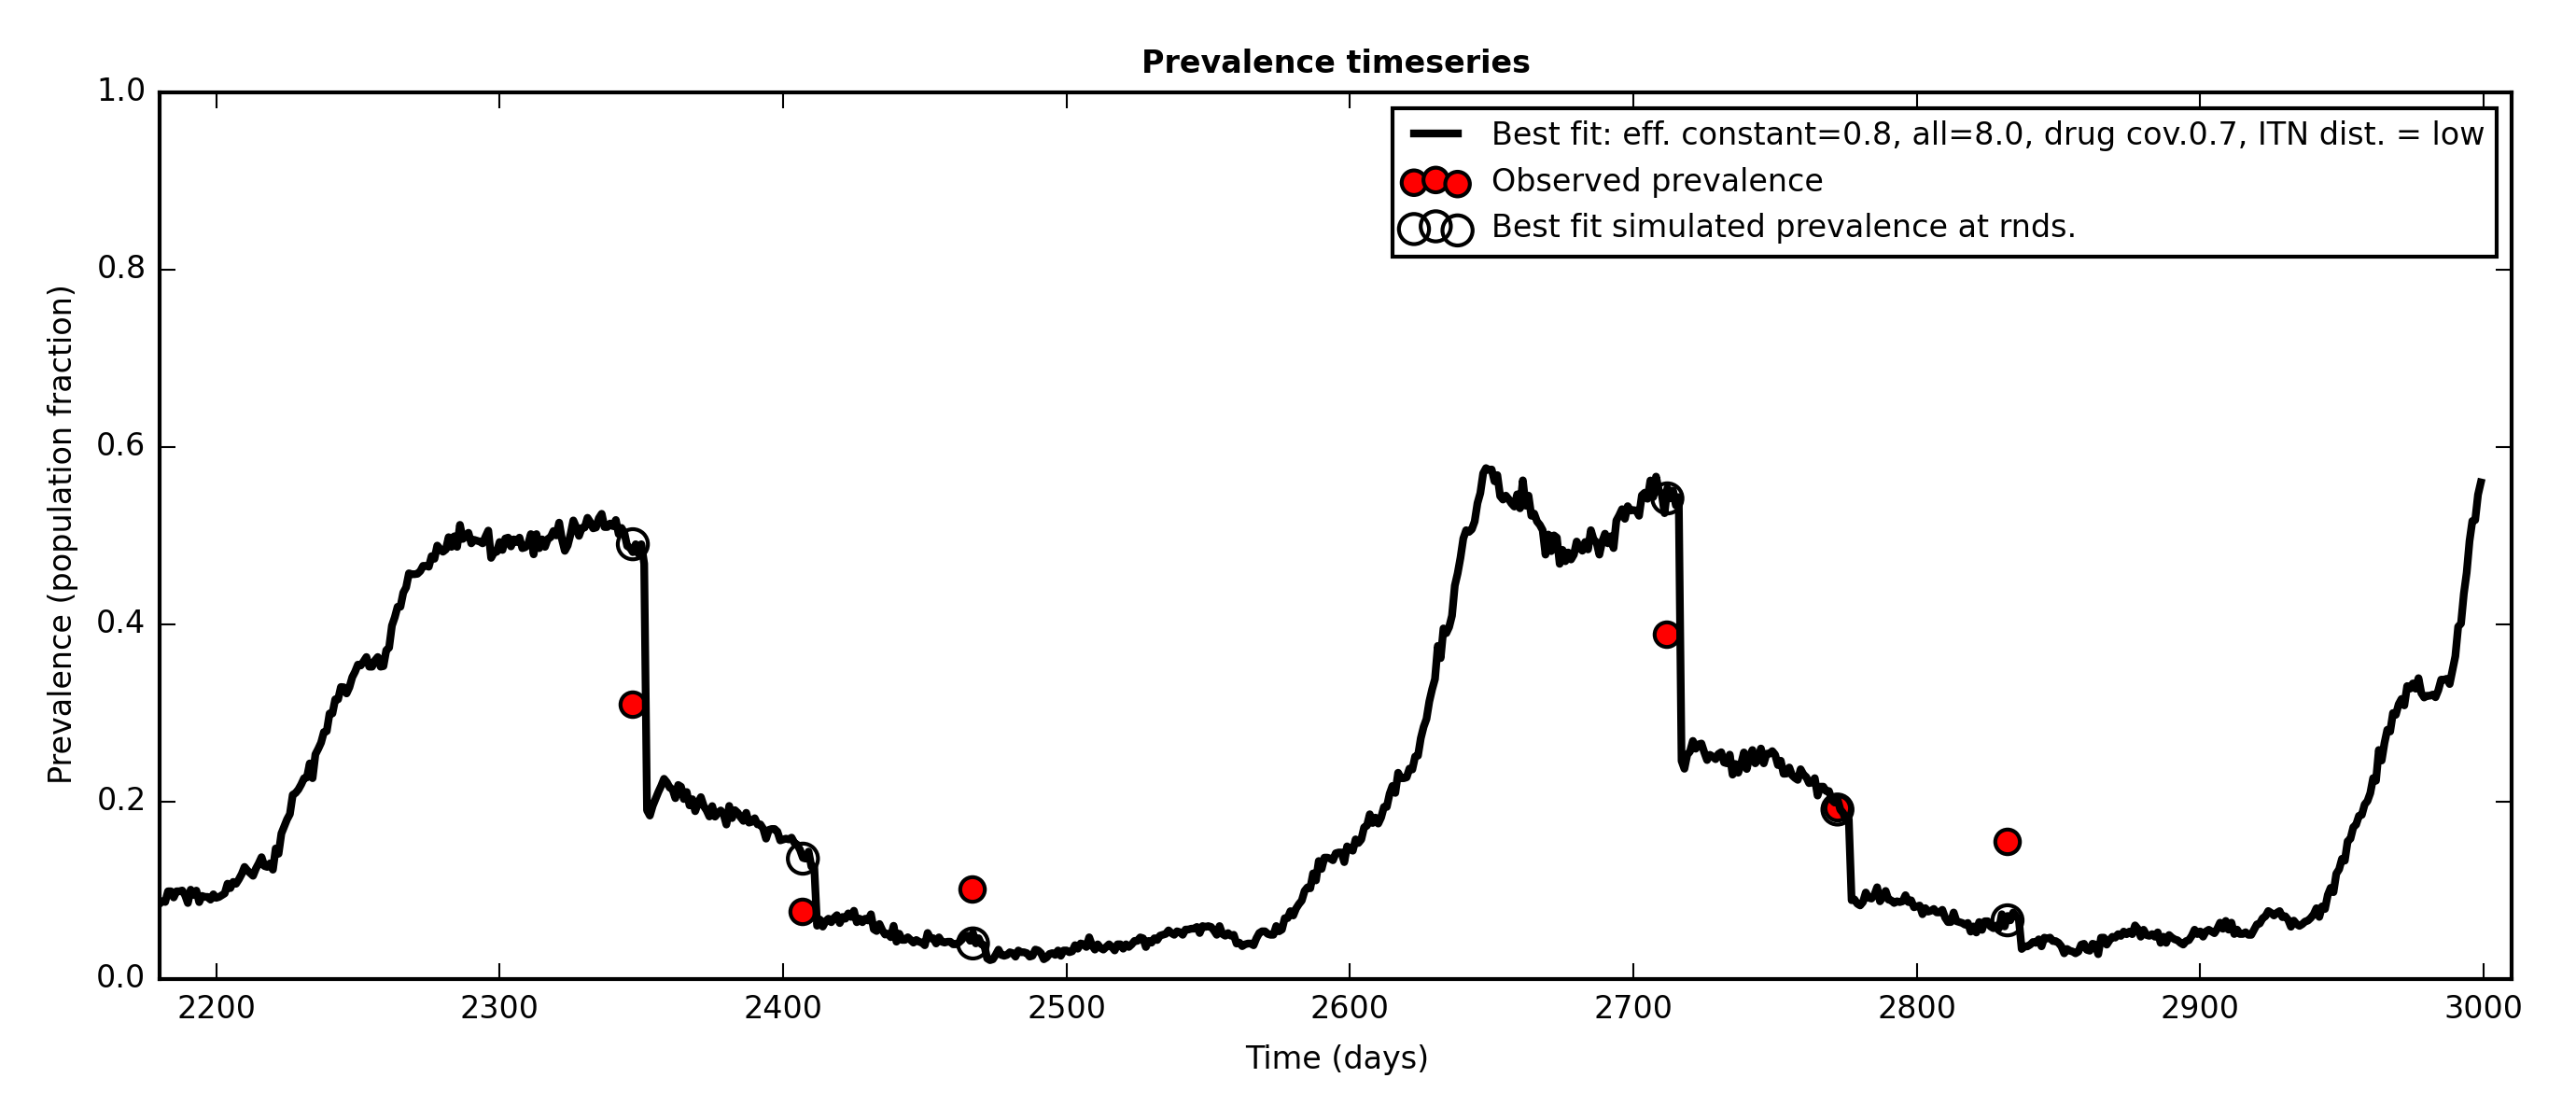 Prevalence timeseries
1.0
0.8
0.6
0.4
0.2
0.0
Prevalence (population fraction)
Best fit: eff. constant=0.8, all=8.0, drug cov.0.7, ITN dist. = low
Observed prevalence
Best fit simulated prevalence at rnds.
2200 2300 2400 2500 2600 2700 2800 2900 3000
Time (days)